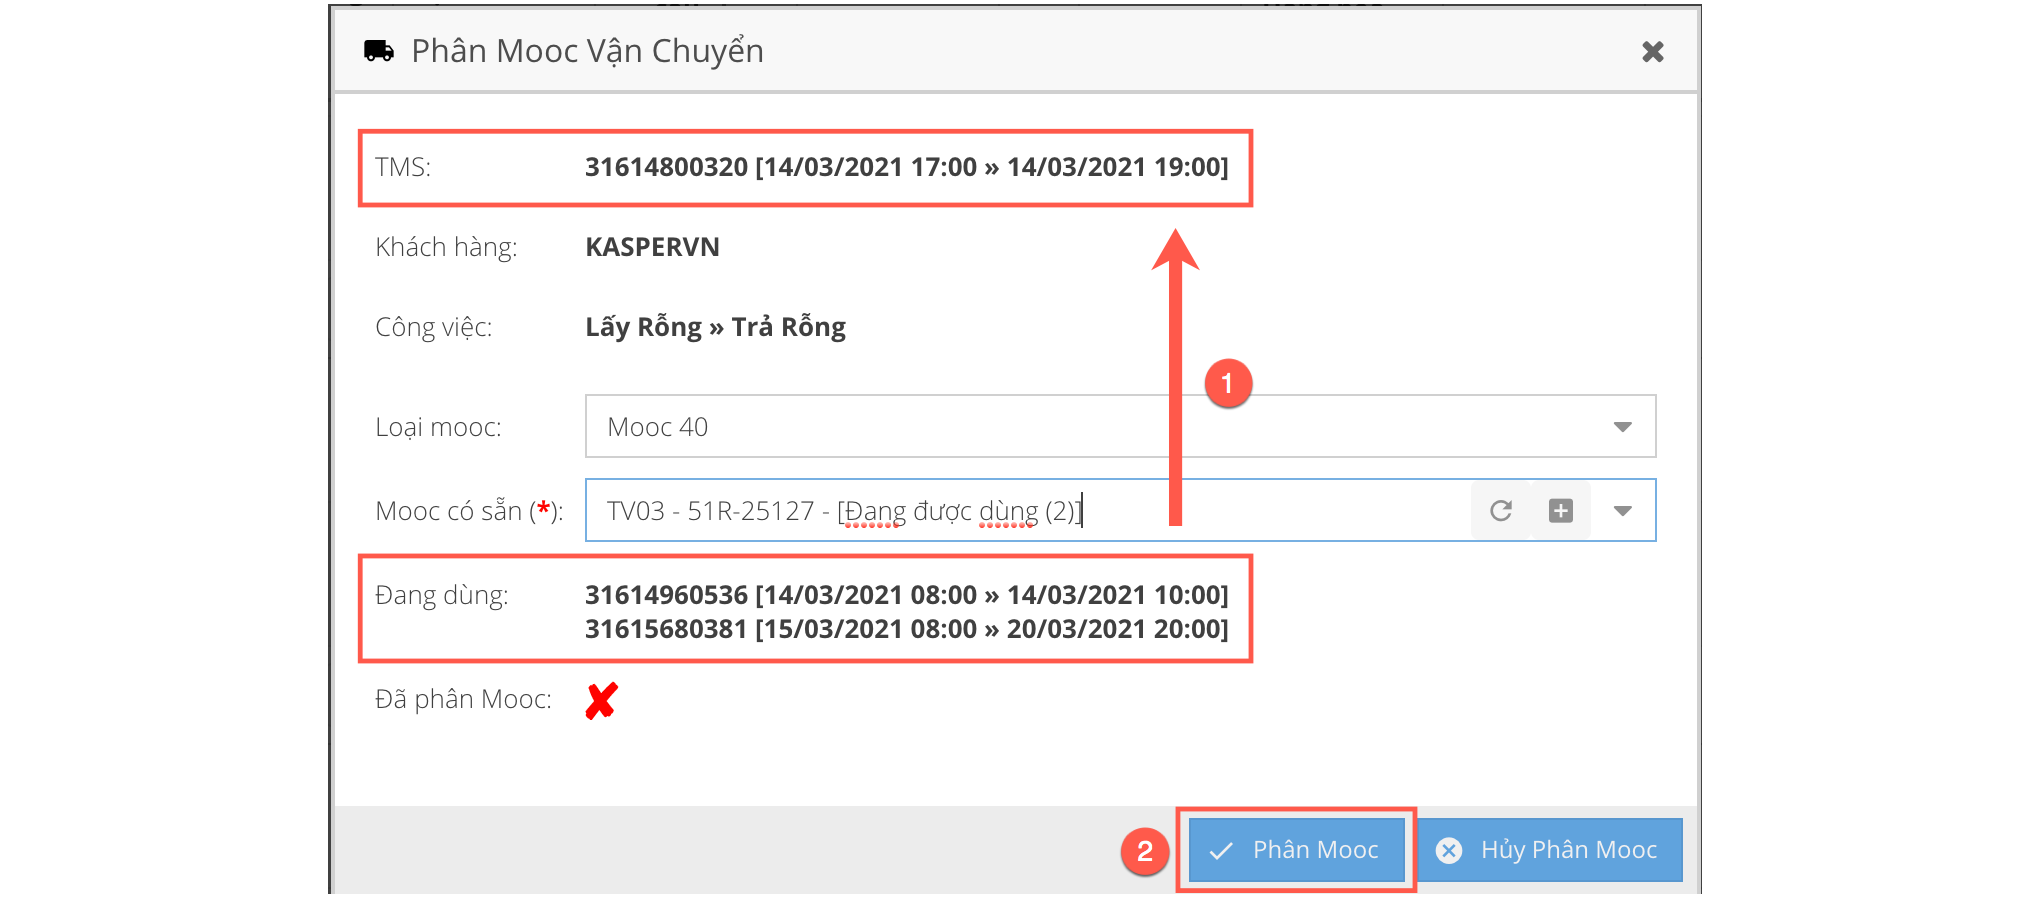 Phân Mooc Vận Chuyển
TMS: 31614800320 [14/03/2021 17:00 » 14/03/2021 19:00]
Khách hàng: KASPERVN
Công việc: Lấy Rỗng » Trả Rỗng
1
Loại mooc: Mooc 40
Mooc có sẵn (*): TV03 - 51R-25127 - [Đang được dùng (2)]
Đang dùng: 31614960536 [14/03/2021 08:00 » 14/03/2021 10:00]
31615680381 [15/03/2021 08:00 » 20/03/2021 20:00]
Đã phân Mooc:
2 Phân Mooc Hủy Phân Mooc